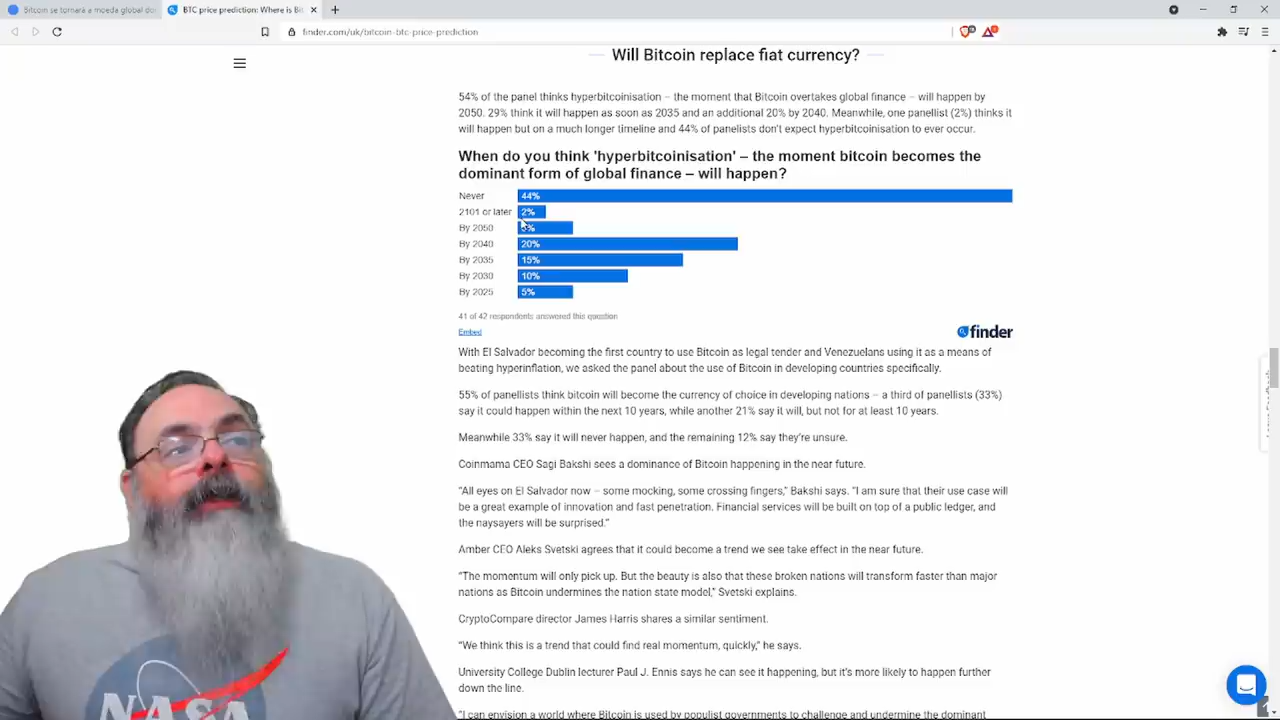 Bitcoin se tornará a moeda global do
BTC price prediction: Where is Bit
finder.com/uk/bitcoin-btc-price-prediction
Will Bitcoin replace fiat currency?
54% of the panel thinks hyperbitcoinisation – the moment that Bitcoin overtakes global finance – will happen by
2050. 29% think it will happen as soon as 2035 and an additional 20% by 2040. Meanwhile, one panellist (2%) thinks it
will happen but on a much longer timeline and 44% of panelists don't expect hyperbitcoinisation to ever occur.
When do you think 'hyperbitcoinisation' – the moment bitcoin becomes the
dominant form of global finance – will happen?
Never 44%
2101 or later 2%
By 2050 %
By 2040 20%
By 2035 15%
By 2030 10%
By 2025 5%
41 of 42 respondents answered this question
Embed
finder
With El Salvador becoming the first country to use Bitcoin as legal tender and Venezuelans using it as a means of
beating hyperinflation, we asked the panel about the use of Bitcoin in developing countries specifically.
55% of panellists think bitcoin will become the currency of choice in developing nations – a third of panellists (33%)
say it could happen within the next 10 years, while another 21% say it will, but not for at least 10 years.
Meanwhile 33% say it will never happen, and the remaining 12% say they're unsure.
Coinmama CEO Sagi Bakshi sees a dominance of Bitcoin happening in the near future.
“All eyes on El Salvador now – some mocking, some crossing fingers,” Bakshi says. “I am sure that their use case will
be a great example of innovation and fast penetration. Financial services will be built on top of a public ledger, and
the naysayers will be surprised.”
Amber CEO Aleks Svetski agrees that it could become a trend we see take effect in the near future.
“The momentum will only pick up. But the beauty is also that these broken nations will transform faster than major
nations as Bitcoin undermines the nation state model,” Svetski explains.
CryptoCompare director James Harris shares a similar sentiment.
“We think this is a trend that could find real momentum, quickly,” he says.
University College Dublin lecturer Paul J. Ennis says he can see it happening, but it's more likely to happen further
down the line.
“I can envision a world where Bitcoin is used by populist governments to challenge and undermine the dominant
NASA